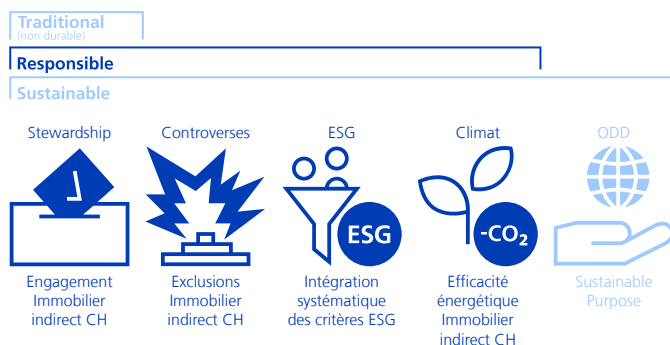 Traditional
(non durable)
Responsible
Sustainable
Stewardship
Controverses
ESG
Climat
ODD
ESG
-CO₂
Engagement
Immobilier
indirect CH
Exclusions
Immobilier
indirect CH
Intégration
systématique
des critères ESG
Efficacité
énergétique
Immobilier
indirect CH
Sustainable
Purpose